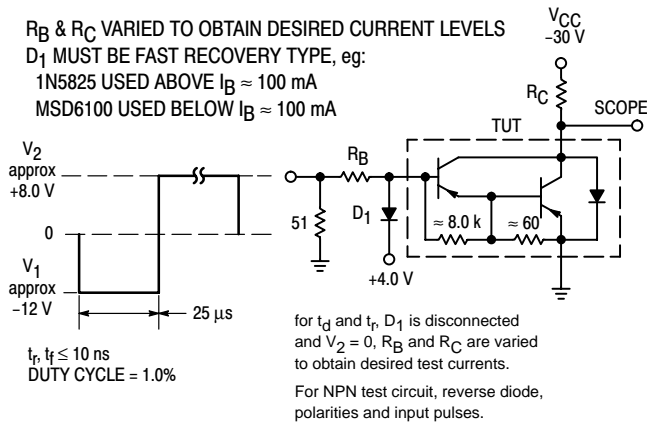 R_B & R_C VARIED TO OBTAIN DESIRED CURRENT LEVELS
D_1 MUST BE FAST RECOVERY TYPE, eg:
1N5825 USED ABOVE I_B ≈ 100 mA
MSD6100 USED BELOW I_B ≈ 100 mA
V_CC
−30 V
R_C
SCOPE
TUT
V_2
approx
+8.0 V
0
V_1
approx
−12 V
25 μs
t_r, t_f ≤ 10 ns
DUTY CYCLE = 1.0%
R_B
51
D_1
+4.0 V
≈ 8.0 k
≈ 60
for t_d and t_r, D_1 is disconnected
and V_2 = 0, R_B and R_C are varied
to obtain desired test currents.
For NPN test circuit, reverse diode,
polarities and input pulses.